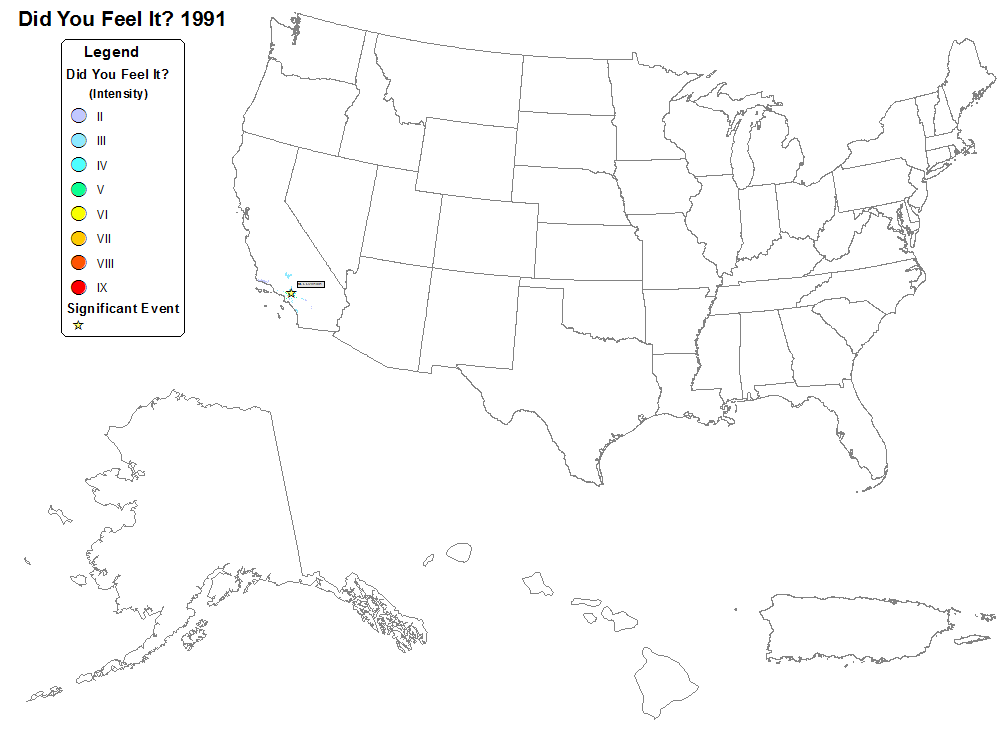 Did You Feel It? 1991
Legend
Did You Feel It?
(Intensity)
II
III
IV
V
VI
VII
VIII
IX
Significant Event